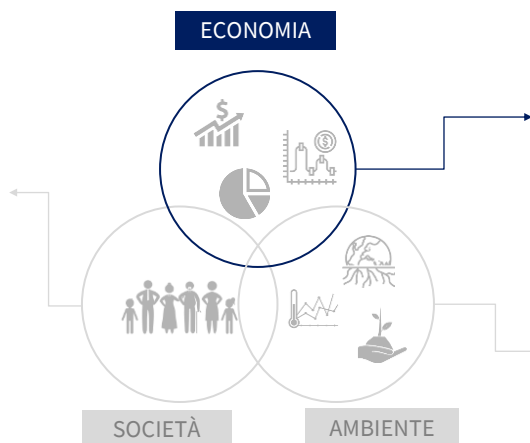 ECONOMIA
$
$
SOCIETÀ
AMBIENTE